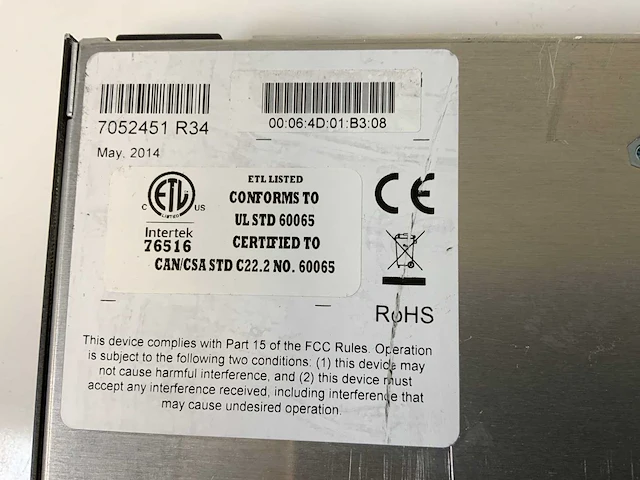 7052451 R34
00:06:4D:01:B3:08
May, 2014
ETL LISTED
CONFORMS TO
UL STD 60065
CERTIFIED TO
CAN/CSA STD C22.2 NO. 60065
C ETL US
LISTED
Intertek
76516
CE
RoHS
This device complies with Part 15 of the FCC Rules. Operation
is subject to the following two conditions: (1) this device may
not cause harmful interference, and (2) this device must
accept any interference received, including interference that
may cause undesired operation.